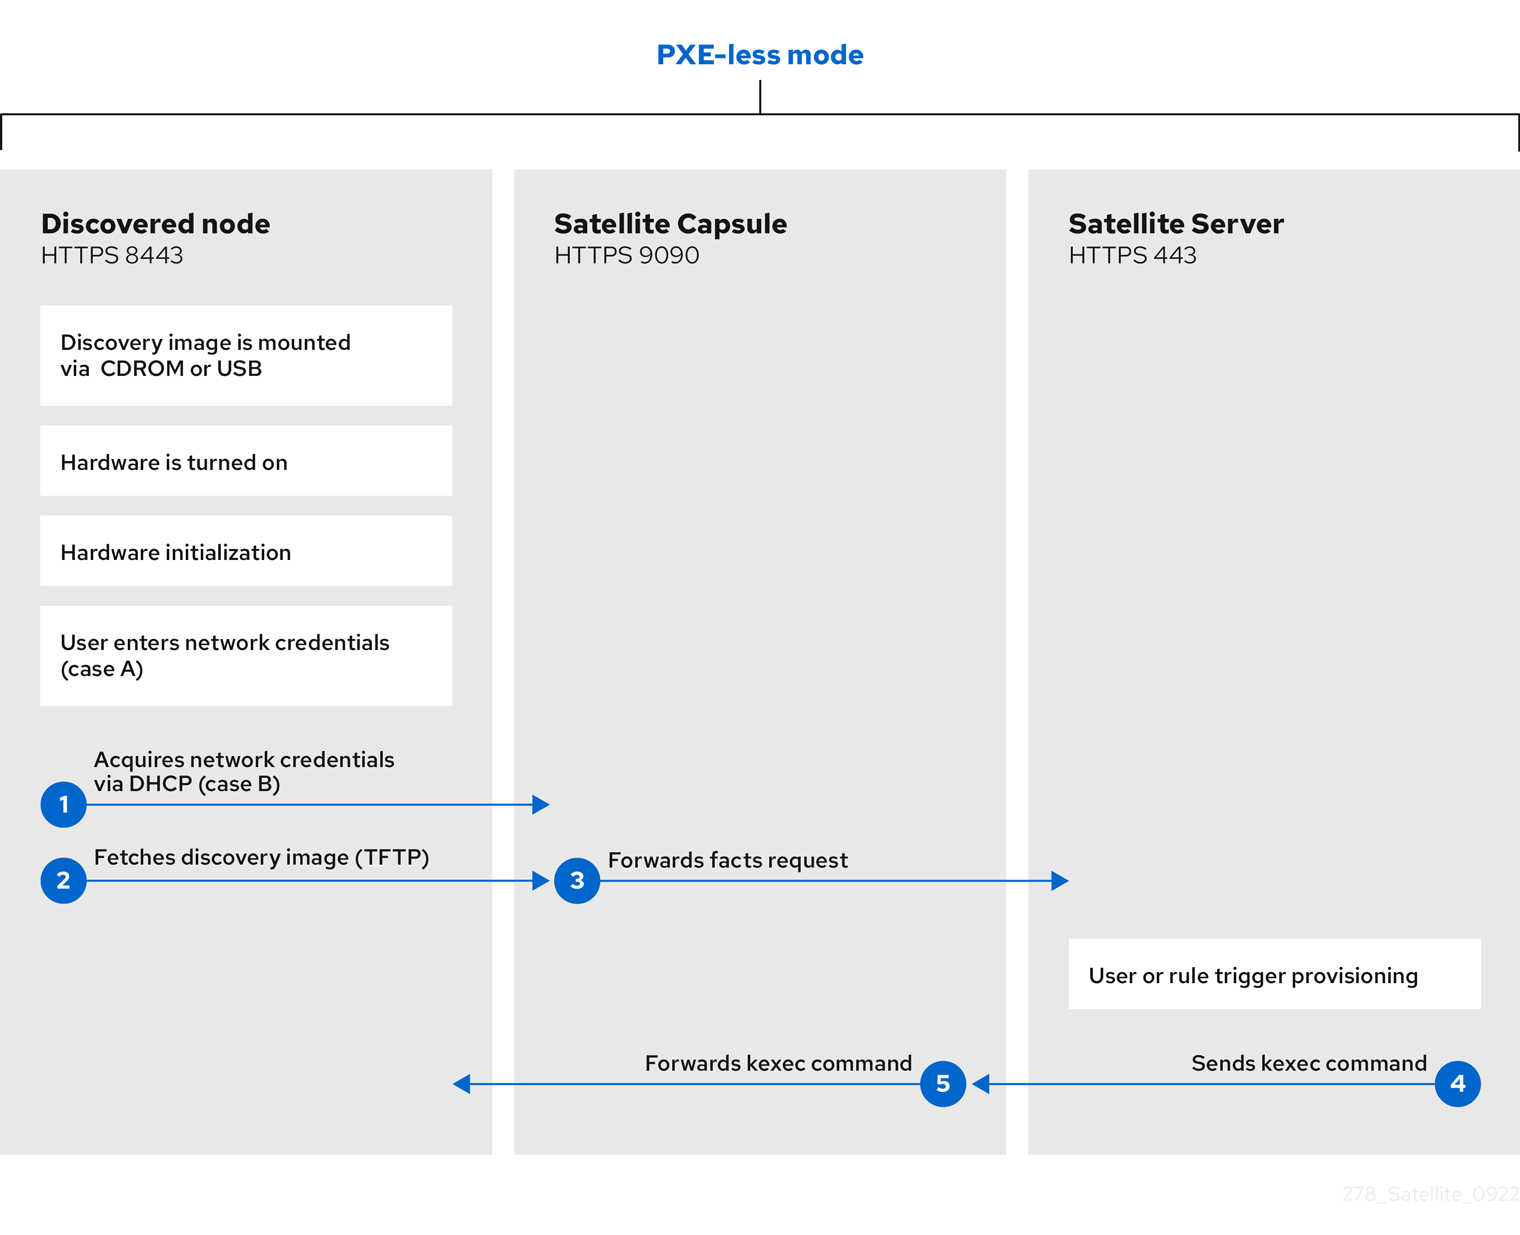 PXE-less mode
Discovered node
HTTPS 8443
Discovery image is mounted
via CDROM or USB
Hardware is turned on
Hardware initialization
User enters network credentials
(case A)
Acquires network credentials
via DHCP (case B)
1
Fetches discovery image (TFTP)
2
Satellite Capsule
HTTPS 9090
3
Forwards facts request
Forwards kexec command
5
Satellite Server
HTTPS 443
User or rule trigger provisioning
Sends kexec command
4
278_Satellite_0922